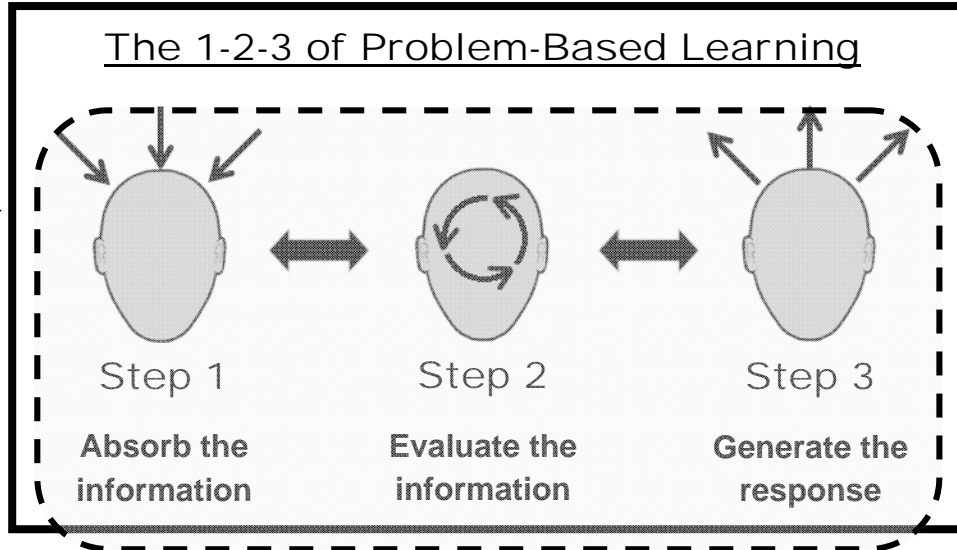 The 1-2-3 of Problem-Based Learning
Step 1
Step 2
Step 3
Absorb the
information
Evaluate the
information
Generate the
response